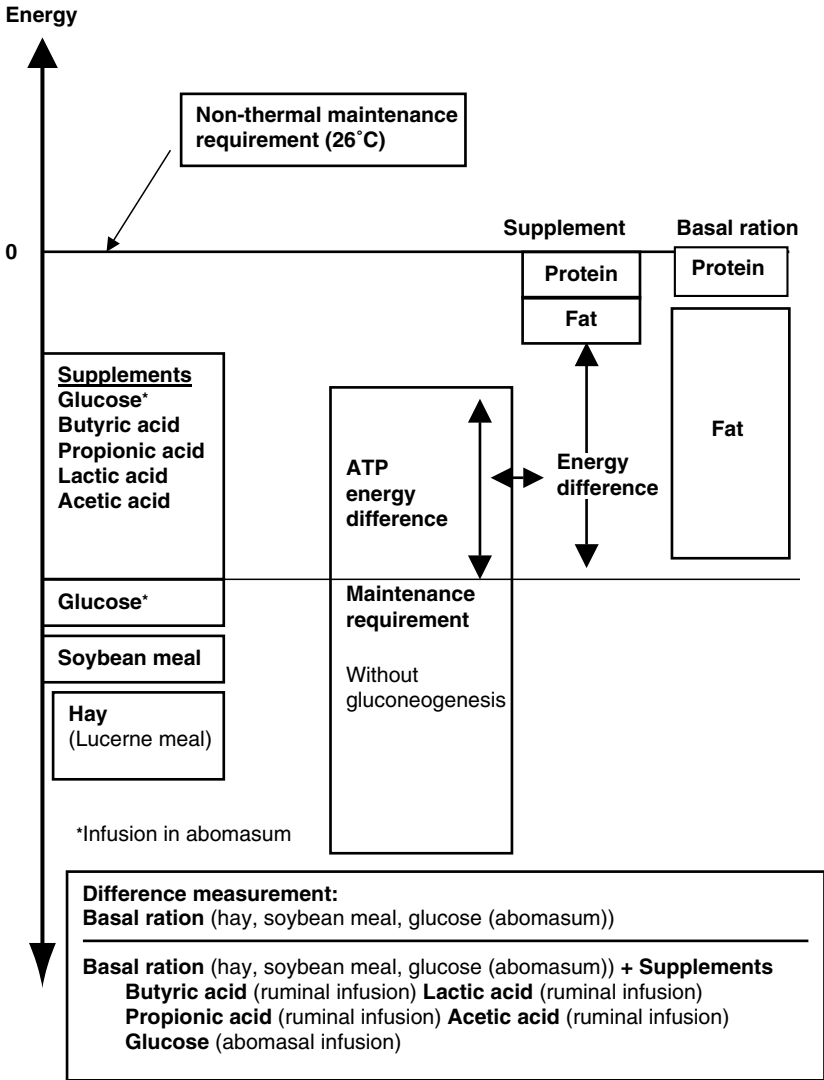 Energy
Non-thermal maintenance
requirement (26˚C)
Supplement
Basal ration
0
Protein
Protein
Fat
Supplements
Glucose*
Butyric acid
Propionic acid
Lactic acid
Acetic acid
ATP
energy
difference
Energy
difference
Fat
Glucose*
Maintenance
requirement
Soybean meal
Without
gluconeogenesis
Hay
(Lucerne meal)
*Infusion in abomasum
Difference measurement:
Basal ration (hay, soybean meal, glucose (abomasum))
Basal ration (hay, soybean meal, glucose (abomasum)) + Supplements
Butyric acid (ruminal infusion) Lactic acid (ruminal infusion)
Propionic acid (ruminal infusion) Acetic acid (ruminal infusion)
Glucose (abomasal infusion)